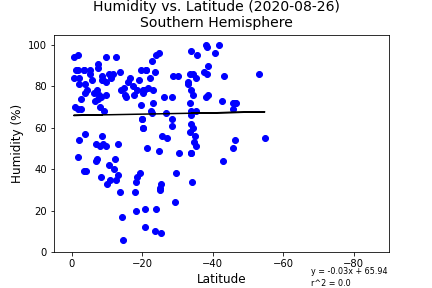 Humidity vs. Latitude (2020-08-26)
Southern Hemisphere
Humidity (%)
100
80
60
40
20
0
0
−20
−40
−60
−80
Latitude
y = -0.03x + 65.94
r^2 = 0.0